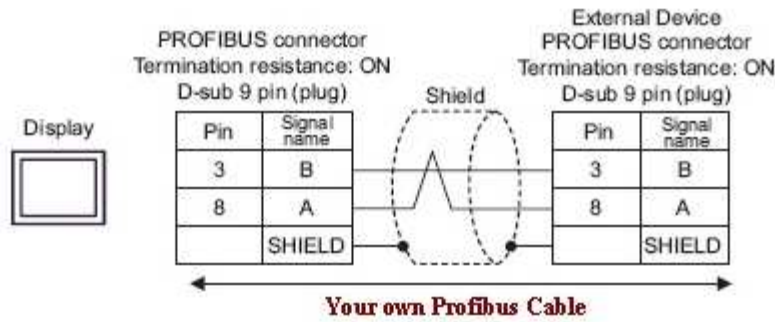 External Device
PROFIBUS connector PROFIBUS connector
Termination resistance: ON Termination resistance: ON
D-sub 9 pin (plug) Shield D-sub 9 pin (plug)
Display
Pin Signal name Pin Signal name
3 B 3 B
8 A 8 A
SHIELD SHIELD
Your own Profibus Cable